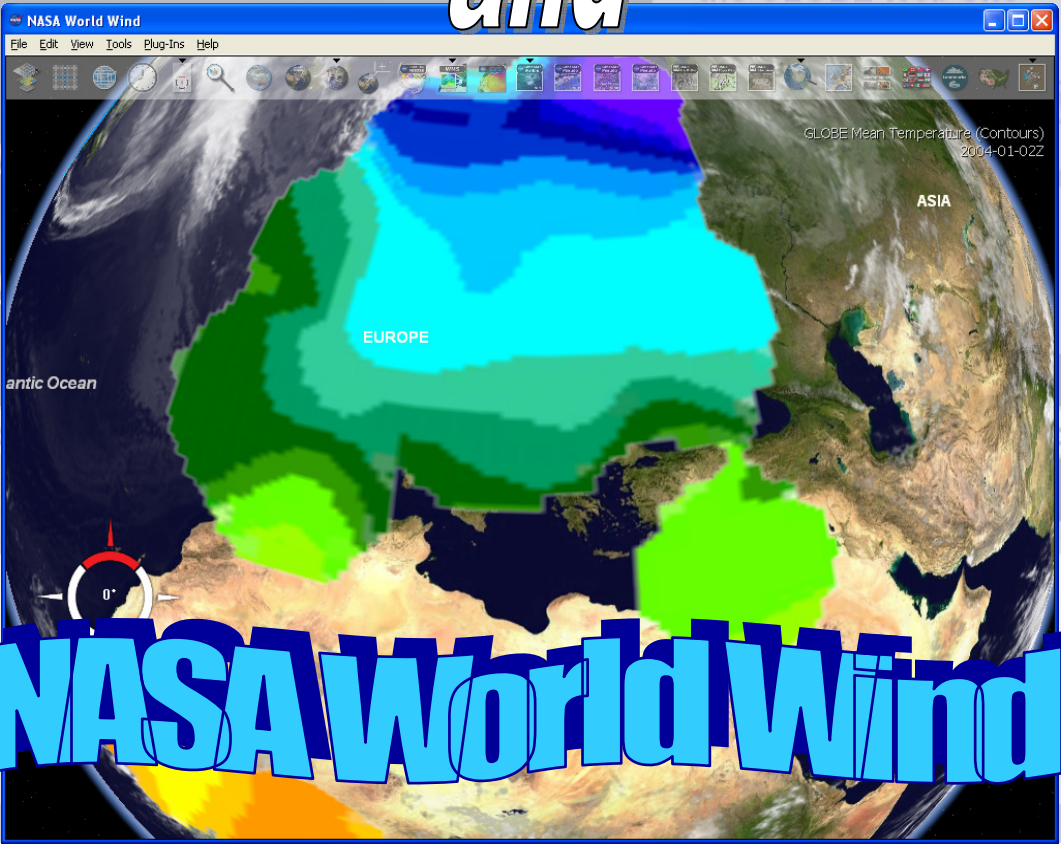 and
NASA World Wind
File Edit View Tools Plug-Ins Help
GLOBE Mean Temperature (Contours)
2004-01-02Z
ASIA
EUROPE
antic Ocean
0°
NASA World Wind